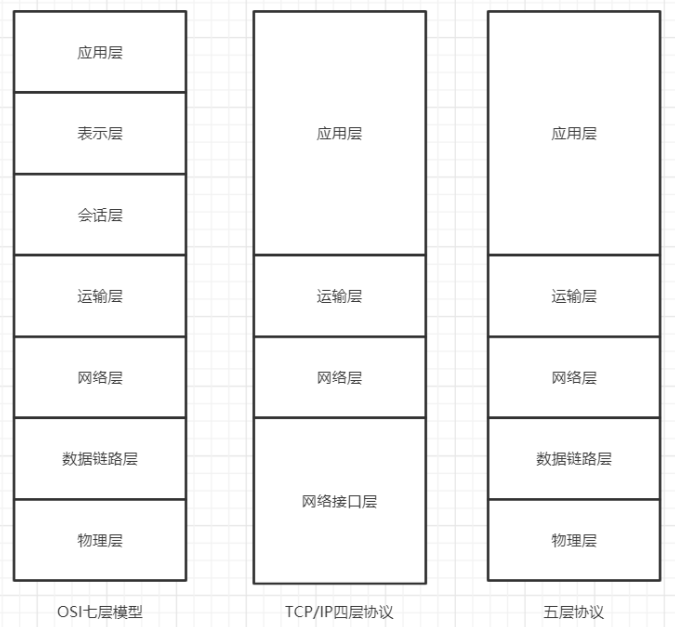 应用层
表示层
会话层
运输层
网络层
数据链路层
物理层
OSI七层模型
应用层
运输层
网络层
网络接口层
TCP/IP四层协议
应用层
运输层
网络层
数据链路层
物理层
五层协议